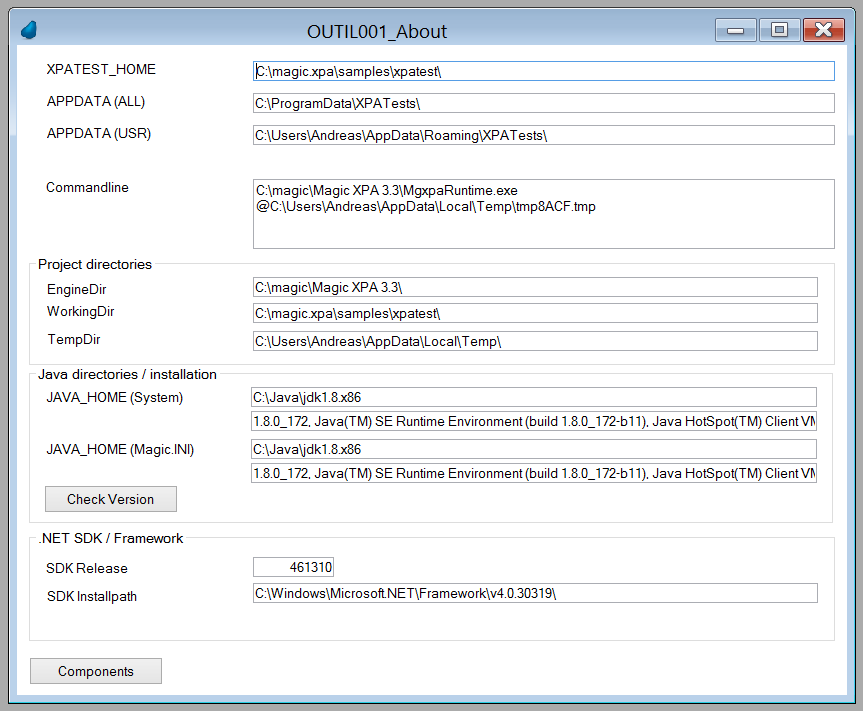 OUTIL001_About
XPATEST_HOME C:\magic.xpa\samples\xpatest\
APPDATA (ALL) C:\ProgramData\XPATests\
APPDATA (USR) C:\Users\Andreas\AppData\Roaming\XPATests\
Commandline C:\magic\Magic XPA 3.3\MgxpaRuntime.exe
@C:\Users\Andreas\AppData\Local\Temp\tmp8ACF.tmp
Project directories
EngineDir C:\magic\Magic XPA 3.3\
WorkingDir C:\magic.xpa\samples\xpatest\
TempDir C:\Users\Andreas\AppData\Local\Temp\
Java directories / installation
JAVA_HOME (System) C:\Java\jdk1.8.x86
1.8.0_172, Java(TM) SE Runtime Environment (build 1.8.0_172-b11), Java HotSpot(TM) Client VM
JAVA_HOME (Magic.INI) C:\Java\jdk1.8.x86
1.8.0_172, Java(TM) SE Runtime Environment (build 1.8.0_172-b11), Java HotSpot(TM) Client VM
Check Version
.NET SDK / Framework
SDK Release 461310
SDK Installpath C:\Windows\Microsoft.NET\Framework\v4.0.30319\
Components